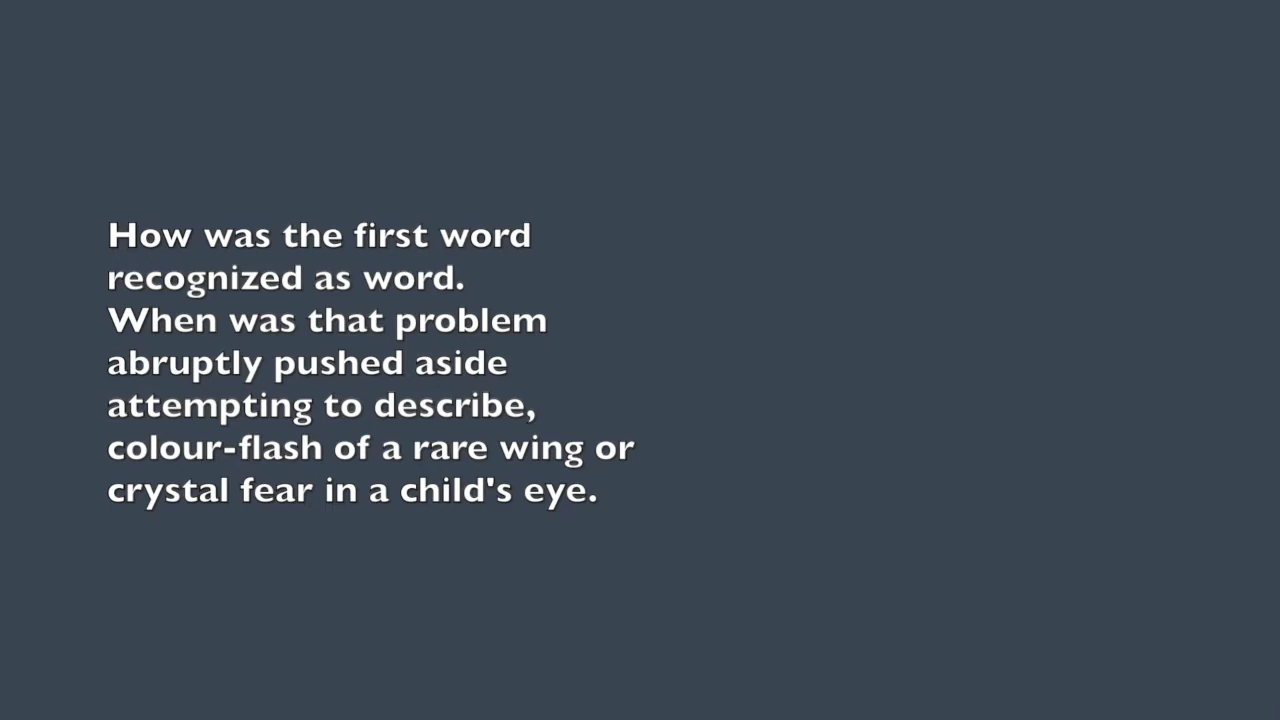 How was the first word
recognized as word.
When was that problem
abruptly pushed aside
attempting to describe,
colour-flash of a rare wing or
crystal fear in a child's eye.